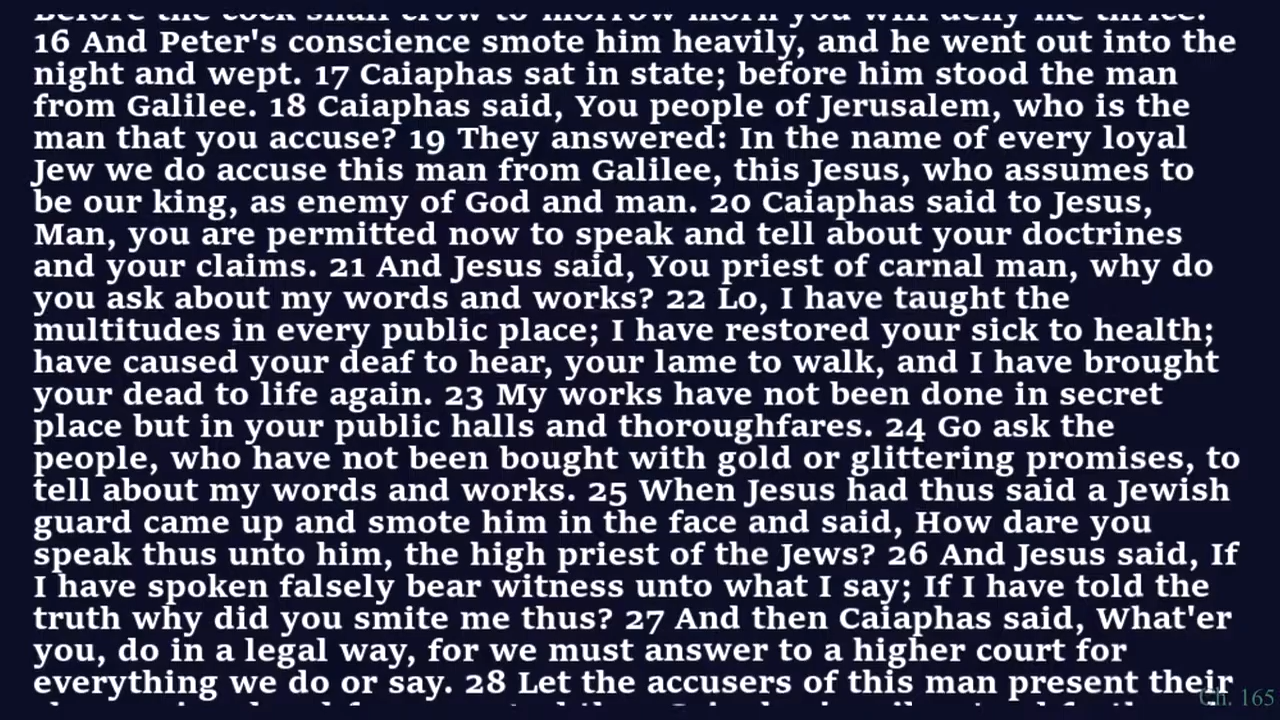 Before the cock shall crow to morrow morn you will deny me thrice.
16 And Peter's conscience smote him heavily, and he went out into the
night and wept. 17 Caiaphas sat in state; before him stood the man
from Galilee. 18 Caiaphas said, You people of Jerusalem, who is the
man that you accuse? 19 They answered: In the name of every loyal
Jew we do accuse this man from Galilee, this Jesus, who assumes to
be our king, as enemy of God and man. 20 Caiaphas said to Jesus,
Man, you are permitted now to speak and tell about your doctrines
and your claims. 21 And Jesus said, You priest of carnal man, why do
you ask about my words and works? 22 Lo, I have taught the
multitudes in every public place; I have restored your sick to health;
have caused your deaf to hear, your lame to walk, and I have brought
your dead to life again. 23 My works have not been done in secret
place but in your public halls and thoroughfares. 24 Go ask the
people, who have not been bought with gold or glittering promises, to
tell about my words and works. 25 When Jesus had thus said a Jewish
guard came up and smote him in the face and said, How dare you
speak thus unto him, the high priest of the Jews? 26 And Jesus said, If
I have spoken falsely bear witness unto what I say; If I have told the
truth why did you smite me thus? 27 And then Caiaphas said, What'er
you, do in a legal way, for we must answer to a higher court for
everything we do or say. 28 Let the accusers of this man present their
Ch. 165